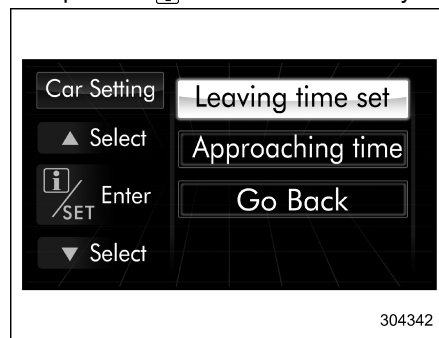 Car Setting
Leaving time set
▲ Select
Approaching time
i/SET Enter
Go Back
▼ Select
304342